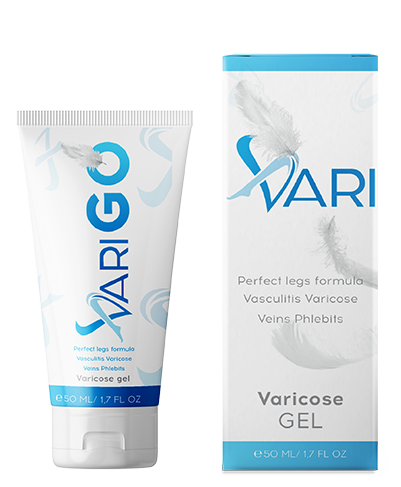 VARIGO
Perfect legs formula
Vasculitis Varicose
Veins Phlebits
Varicose gel
℮ 50 ML/ 1,7 FL OZ
VARI
Perfect legs formula
Vasculitis Varicose
Veins Phlebits
Varicose
GEL
℮ 50 ML/ 1,7 FL OZ